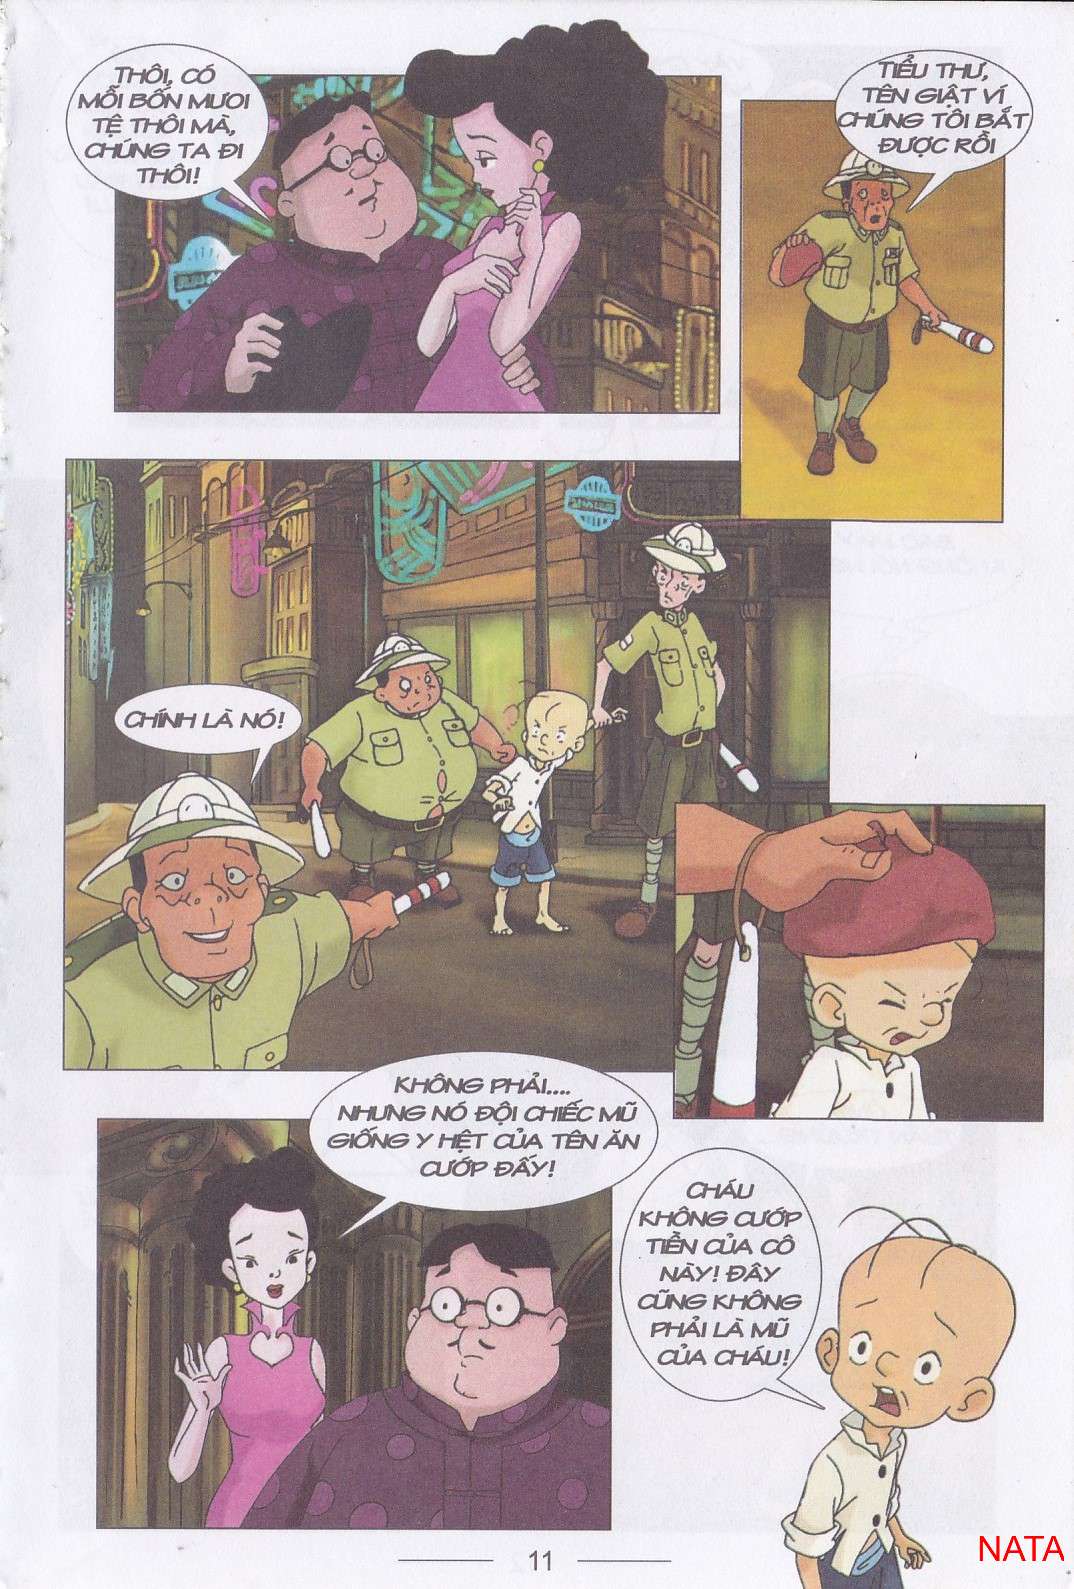 THÔI, CÓ
MỖI BỐN MƯƠI
TỆ THÔI MÀ,
CHÚNG TA ĐI
THÔI!
TIỂU THƯ,
TÊN GIẬT VÍ
CHÚNG TÔI BẮT
ĐƯỢC RỒI
CHÍNH LÀ NÓ!
KHÔNG PHẢI....
NHƯNG NÓ ĐỘI CHIẾC MŨ
GIỐNG Y HỆT CỦA TÊN ĂN
CƯỚP ĐẤY!
CHÁU
KHÔNG CƯỚP
TIỀN CỦA CÔ
NÀY! ĐÂY
CŨNG KHÔNG
PHẢI LÀ MŨ
CỦA CHÁU!
11
NATA